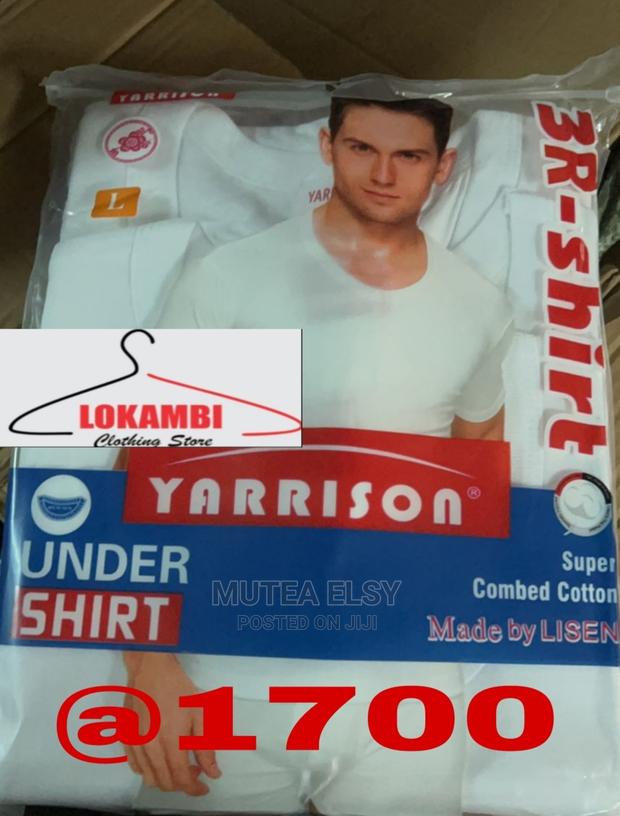 YARRISON
L
YAR
3R-shirt
LOKAMBI
Clothing Store
YARRISON®
UNDER
SHIRT
Super
Combed Cotton
Made by LISEN
MUTEA ELSY
POSTED ON JIJI
@1700